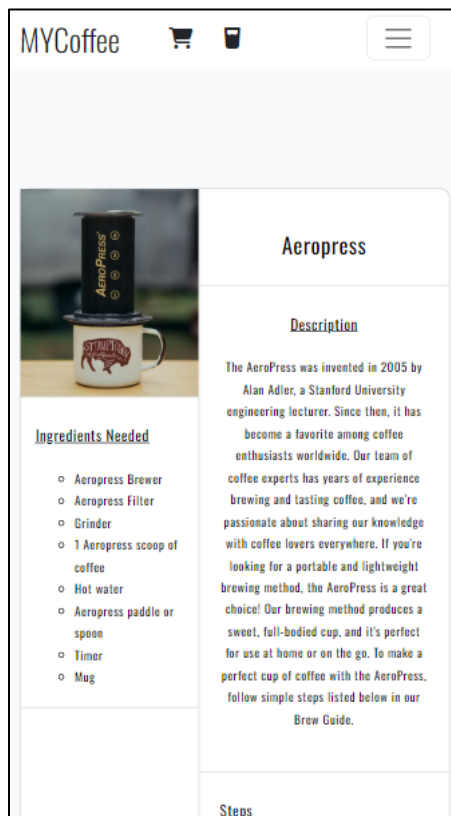 MYCoffee
AEROPRESS
Aeropress
Description
The AeroPress was invented in 2005 by
Alan Adler, a Stanford University
engineering lecturer. Since then, it has
become a favorite among coffee
enthusiasts worldwide. Our team of
coffee experts has years of experience
brewing and tasting coffee, and we're
passionate about sharing our knowledge
with coffee lovers everywhere. If you're
looking for a portable and lightweight
brewing method, the AeroPress is a great
choice! Our brewing method produces a
sweet, full-bodied cup, and it's perfect
for use at home or on the go. To make a
perfect cup of coffee with the AeroPress,
follow simple steps listed below in our
Brew Guide.
Ingredients Needed
Aeropress Brewer
Aeropress Filter
Grinder
1 Aeropress scoop of
coffee
Hot water
Aeropress paddle or
spoon
Timer
Mug
Steps